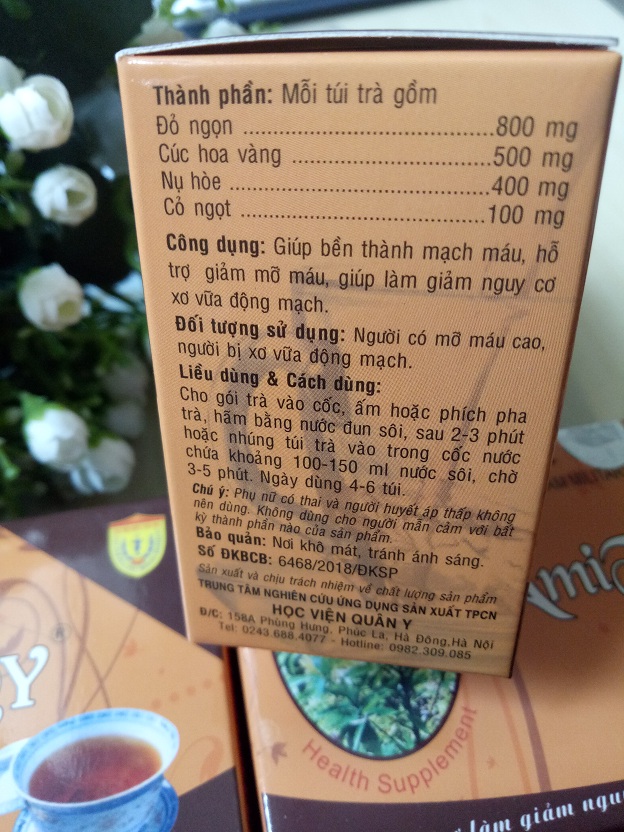 Thành phần: Mỗi túi trà gồm
Đỏ ngọn ..............................800 mg
Cúc hoa vàng ........................500 mg
Nụ hòe ................................400 mg
Cỏ ngọt ..............................100 mg
Công dụng: Giúp bền thành mạch máu, hỗ
trợ giảm mỡ máu, giúp làm giảm nguy cơ
xơ vữa động mạch.
Đối tượng sử dụng: Người có mỡ máu cao,
người bị xơ vữa động mạch.
Liều dùng & Cách dùng:
Cho gói trà vào cốc, ấm hoặc phích pha
trà, hãm bằng nước đun sôi, sau 2-3 phút
hoặc nhúng túi trà vào trong cốc nước
chứa khoảng 100-150 ml nước sôi, chờ
3-5 phút. Ngày dùng 4-6 túi.
Chú ý: Phụ nữ có thai và người huyết áp thấp không
nên dùng. Không dùng cho người mẫn cảm với bất
kỳ thành phần nào của sản phẩm.
Bảo quản: Nơi khô mát, tránh ánh sáng.
Số ĐKBCB: 6468/2018/ĐKSP
Sản xuất và chịu trách nhiệm về chất lượng sản phẩm
TRUNG TÂM NGHIÊN CỨU ỨNG DỤNG SẢN XUẤT TPCN
HỌC VIỆN QUÂN Y
Đ/C: 158A Phùng Hưng, Phúc La, Hà Đông, Hà Nội
Tel: 0243.688.4077 - Hotline: 0982.309.085
Health Supplement
làm giảm